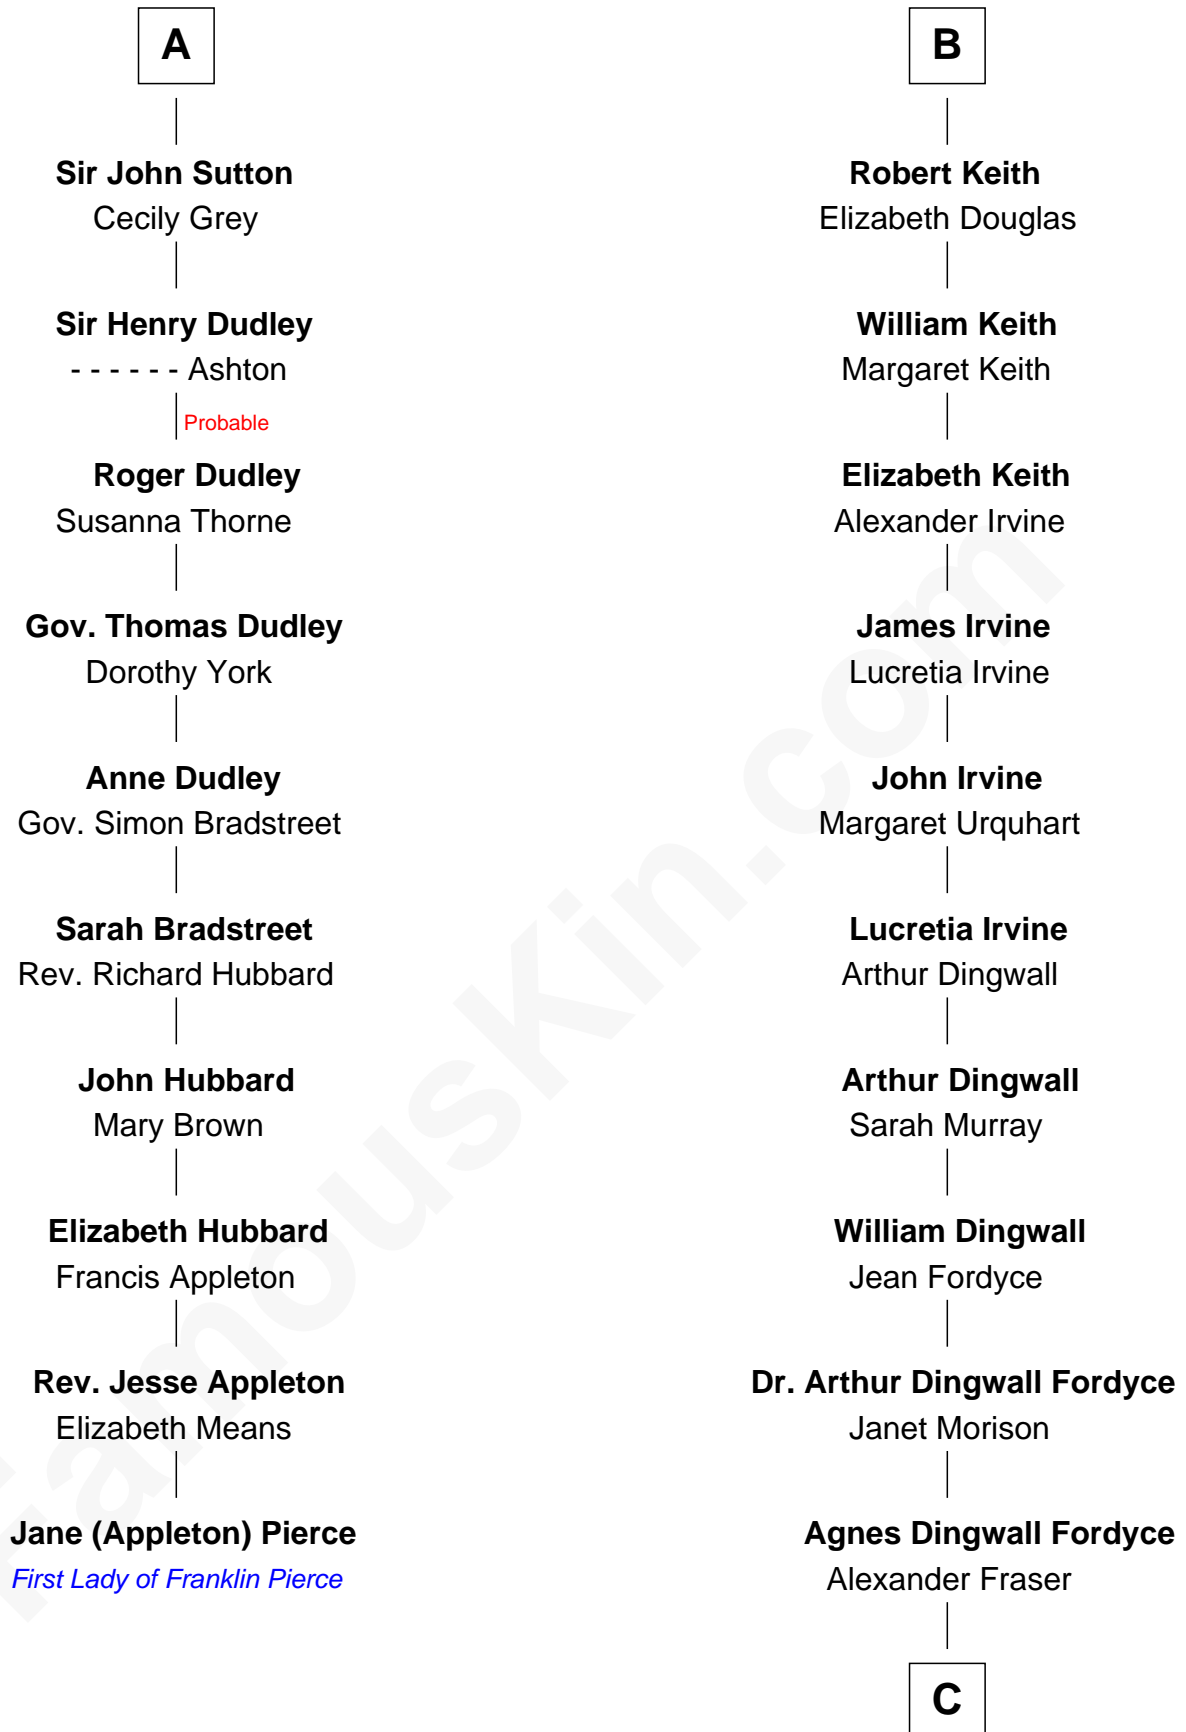 A
Sir John Sutton
Cecily Grey
Sir Henry Dudley
- - - - - - Ashton
Probable
Roger Dudley
Susanna Thorne
Gov. Thomas Dudley
Dorothy York
Anne Dudley
Gov. Simon Bradstreet
Sarah Bradstreet
Rev. Richard Hubbard
John Hubbard
Mary Brown
Elizabeth Hubbard
Francis Appleton
Rev. Jesse Appleton
Elizabeth Means
Jane (Appleton) Pierce
First Lady of Franklin Pierce
B
Robert Keith
Elizabeth Douglas
William Keith
Margaret Keith
Elizabeth Keith
Alexander Irvine
James Irvine
Lucretia Irvine
John Irvine
Margaret Urquhart
Lucretia Irvine
Arthur Dingwall
Arthur Dingwall
Sarah Murray
William Dingwall
Jean Fordyce
Dr. Arthur Dingwall Fordyce
Janet Morison
Agnes Dingwall Fordyce
Alexander Fraser
C
FamousKin.com